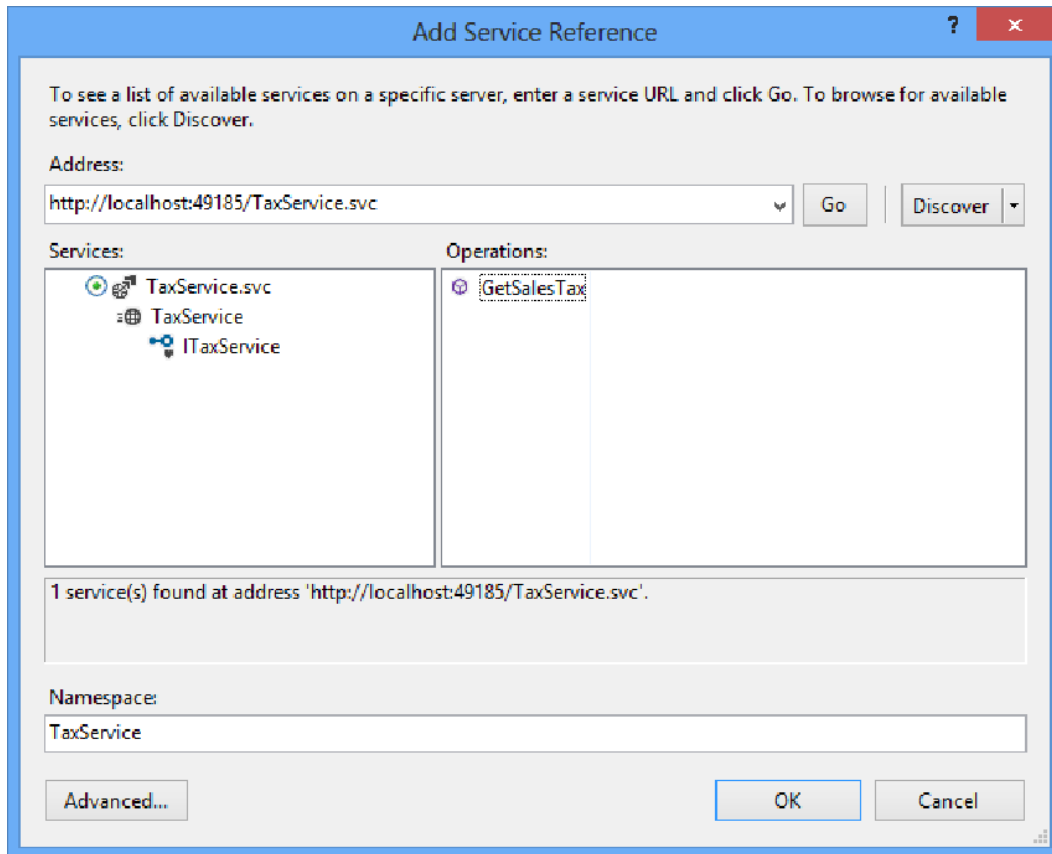 Add Service Reference
?
To see a list of available services on a specific server, enter a service URL and click Go. To browse for available
services, click Discover.
Address:
http://localhost:49185/TaxService.svc
Go
Discover
Services:
Operations:
TaxService.svc
GetSalesTax
TaxService
ITaxService
1 service(s) found at address 'http://localhost:49185/TaxService.svc'.
Namespace:
TaxService
Advanced...
OK
Cancel